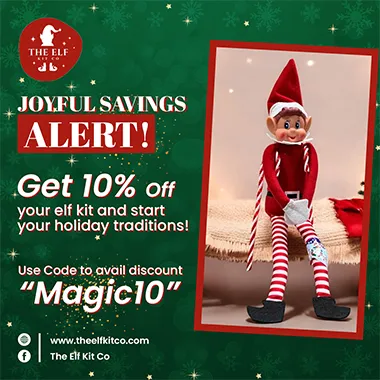 THE ELF
KIT CO
JOYFUL SAVINGS
ALERT!
Get 10% Off
your elf kit and start
your holiday traditions!
Use Code to avail discount
“Magic10”
www.theelfkitco.com
The Elf Kit Co